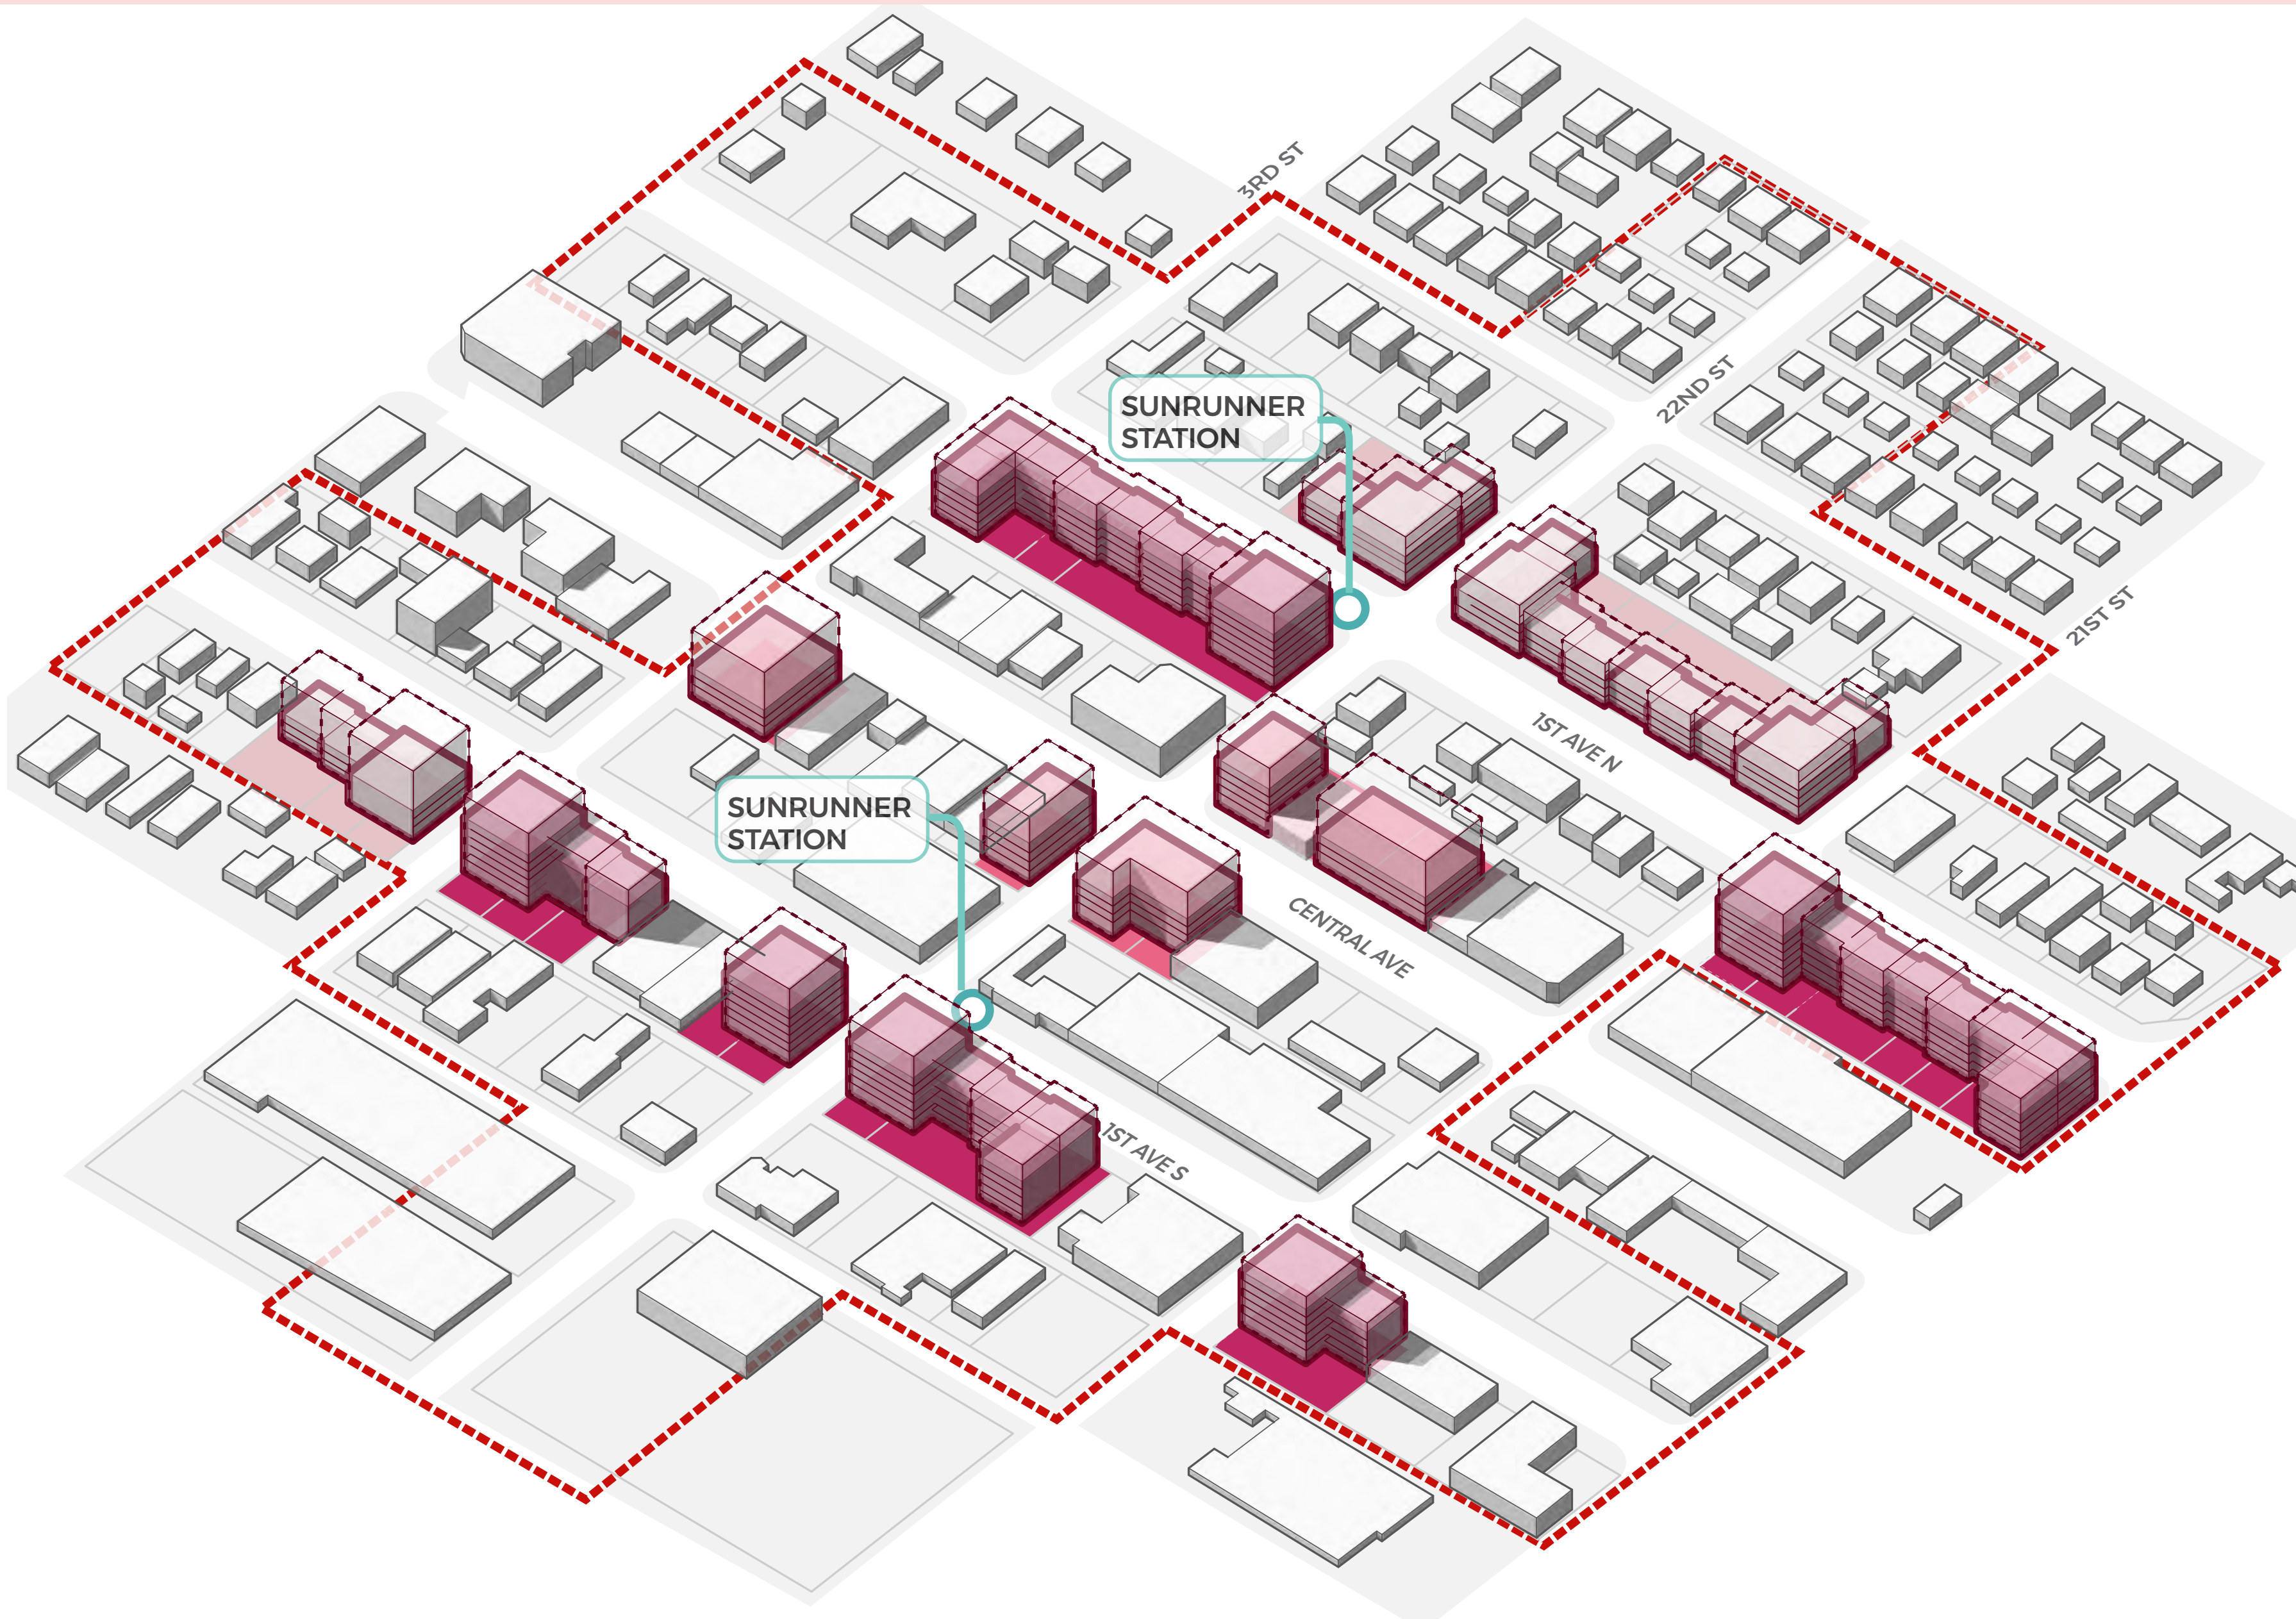 3RD ST
22ND ST
SUNRUNNER
STATION
21ST ST
1ST AVE N
SUNRUNNER
STATION
CENTRAL AVE
1ST AVE S